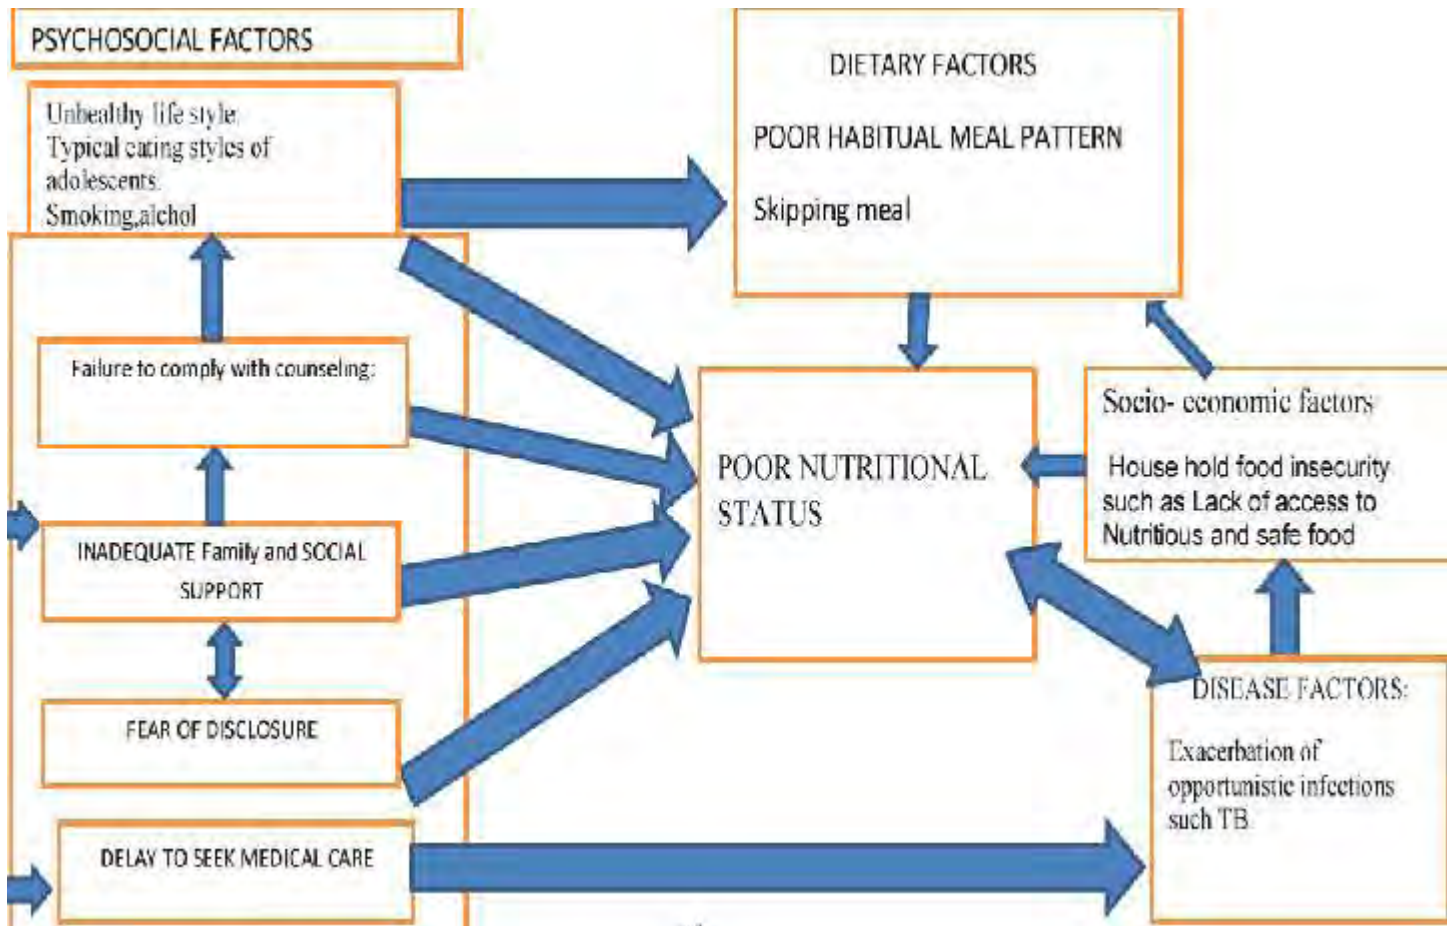 PSYCHOSOCIAL FACTORS
Unhealthy life style.
Typical eating styles of
adolescents.
Smoking,alchol
Failure to comply with counseling:
INADEQUATE Family and SOCIAL
SUPPORT
FEAR OF DISCLOSURE
DELAY TO SEEK MEDICAL CARE
DIETARY FACTORS
POOR HABITUAL MEAL PATTERN
Skipping meal
POOR NUTRITIONAL
STATUS
Socio- economic factors
House hold food insecurity
such as Lack of access to
Nutritious and safe food
DISEASE FACTORS:
Exacerbation of
opportunistic infections
such TB